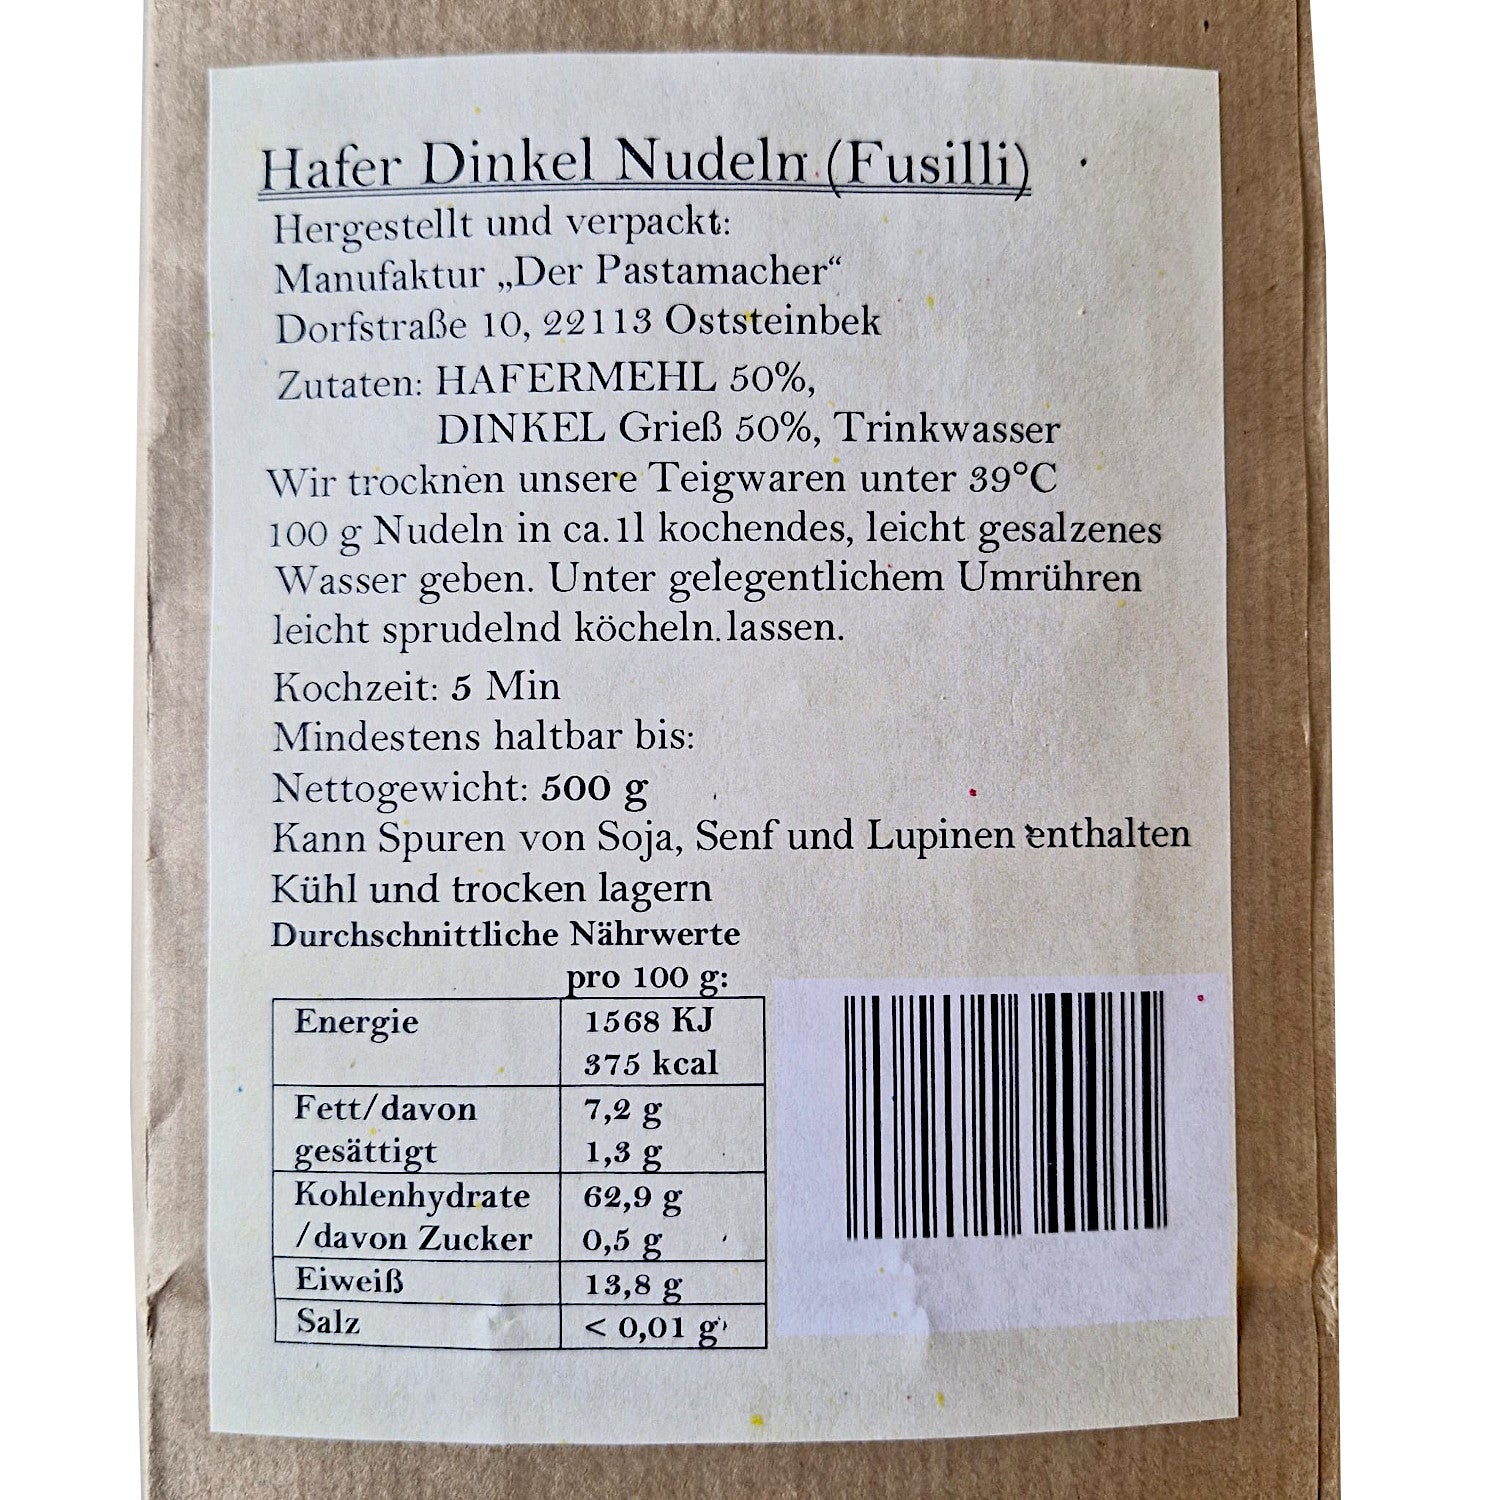 Hafer Dinkel Nudeln (Fusilli)
Hergestellt und verpackt:
Manufaktur „Der Pastamacher“
Dorfstraße 10, 22113 Oststeinbek
Zutaten: HAFERMEHL 50%,
DINKEL Grieß 50%, Trinkwasser
Wir trocknen unsere Teigwaren unter 39°C
100 g Nudeln in ca. 1l kochendes, leicht gesalzenes
Wasser geben. Unter gelegentlichem Umrühren
leicht sprudelnd köcheln lassen.
Kochzeit: 5 Min
Mindestens haltbar bis:
Nettogewicht: 500 g
Kann Spuren von Soja, Senf und Lupinen enthalten
Kühl und trocken lagern
Durchschnittliche Nährwerte
pro 100 g:
Energie 1568 KJ
375 kcal
Fett/davon 7,2 g
gesättigt 1,3 g
Kohlenhydrate 62,9 g
/davon Zucker 0,5 g
Eiweiß 13,8 g
Salz < 0,01 g